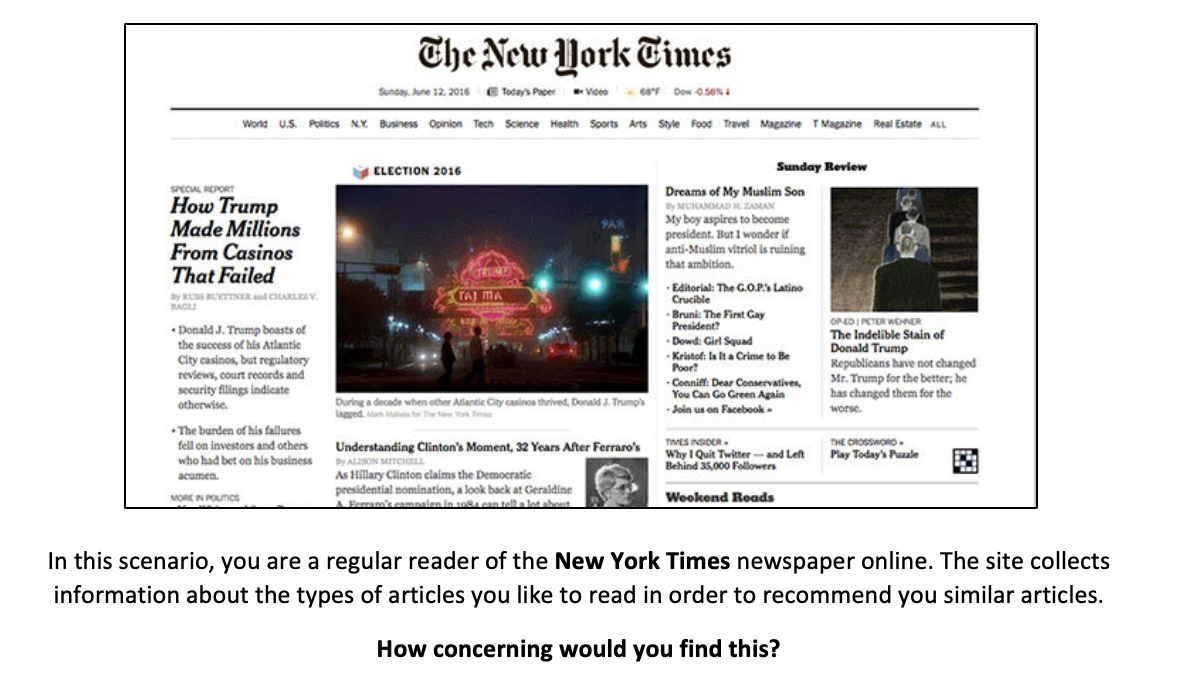 The New York Times
Sunday, June 12, 2016
Today's Paper
Video
68°F
Dow -0.58%
World U.S. Politics N.Y. Business Opinion Tech Science Health Sports Arts Style Food Travel Magazine T Magazine Real Estate ALL
SPECIAL REPORT
How Trump
Made Millions
From Casinos
That Failed
By RUSS BUETTNER and CHARLES V.
BAGLI
• Donald J. Trump boasts of
the success of his Atlantic
City casinos, but regulatory
reviews, court records and
security filings indicate
otherwise.
• The burden of his failures
fell on investors and others
who had bet on his business
acumen.
MORE IN POLITICS
ELECTION 2016
TRUMP
TAJ MA
During a decade when other Atlantic City casinos thrived, Donald J. Trump's
lagged. Mark Makela for The New York Times
Understanding Clinton's Moment, 32 Years After Ferraro's
By ALISON MITCHELL
As Hillary Clinton claims the Democratic
presidential nomination, a look back at Geraldine
A. Ferraro's campaign in 1984 can tell a lot about
Sunday Review
Dreams of My Muslim Son
By MUHAMMAD H. ZAMAN
My boy aspires to become
president. But I wonder if
anti-Muslim vitriol is ruining
that ambition.
· Editorial: The G.O.P.'s Latino
Crucible
· Bruni: The First Gay
President?
· Dowd: Girl Squad
· Kristof: Is It a Crime to Be
Poor?
· Conniff: Dear Conservatives,
You Can Go Green Again
· Join us on Facebook »
OP-ED | PETER WEHNER
The Indelible Stain of
Donald Trump
Republicans have not changed
Mr. Trump for the better; he
has changed them for the
worse.
TIMES INSIDER »
Why I Quit Twitter — and Left
Behind 35,000 Followers
THE CROSSWORD »
Play Today's Puzzle
Weekend Reads
In this scenario, you are a regular reader of the New York Times newspaper online. The site collects
information about the types of articles you like to read in order to recommend you similar articles.
How concerning would you find this?